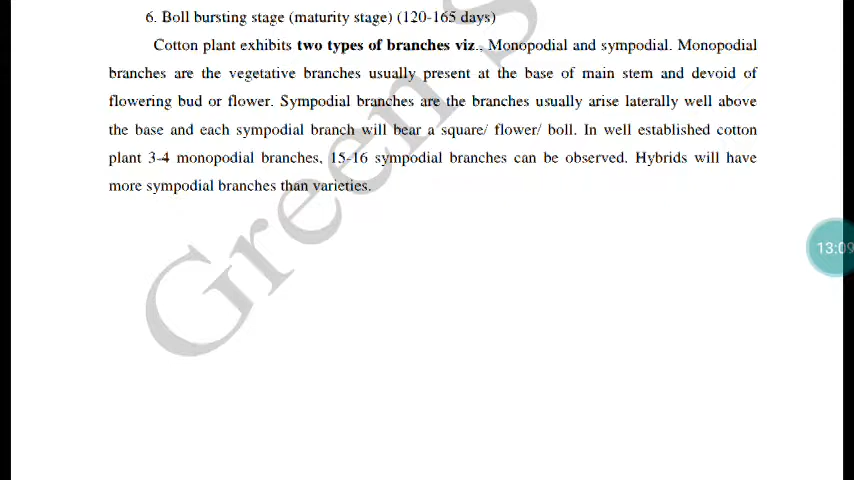 6. Boll bursting stage (maturity stage) (120-165 days)
Cotton plant exhibits two types of branches viz., Monopodial and sympodial. Monopodial
branches are the vegetative branches usually present at the base of main stem and devoid of
flowering bud or flower. Sympodial branches are the branches usually arise laterally well above
the base and each sympodial branch will bear a square/ flower/ boll. In well established cotton
plant 3-4 monopodial branches, 15-16 sympodial branches can be observed. Hybrids will have
more sympodial branches than varieties.
Green S
13:09